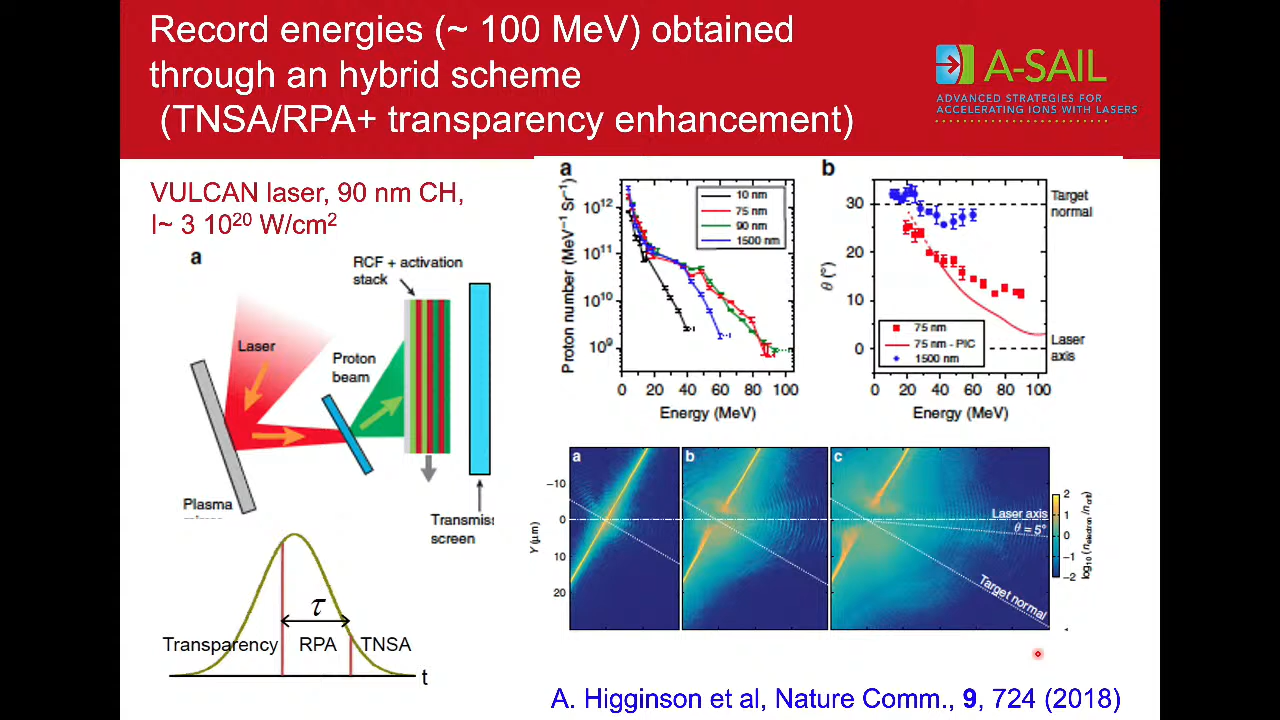 Record energies (~ 100 MeV) obtained
through an hybrid scheme
(TNSA/RPA+ transparency enhancement)
A-SAIL
ADVANCED STRATEGIES FOR
ACCELERATING IONS WITH LASERS
VULCAN laser, 90 nm CH,
I~ 3 10²⁰ W/cm²
a
RCF + activation
stack
Laser
Proton
beam
Plasma
Transmis
screen
τ
Transparency
RPA
TNSA
t
a
Proton number (MeV⁻¹ Sr⁻¹)
10¹²
10¹¹
10¹⁰
10⁹
10 nm
75 nm
90 nm
1500 nm
0 20 40 60 80 100
Energy (MeV)
b
θ (°)
30
20
10
0
Target
normal
Laser
axis
75 nm
75 nm - PIC
1500 nm
0 20 40 60 80 100
Energy (MeV)
a
b
c
Y (μm)
-10
0
10
20
Laser axis
θ = 5°
Target normal
2
1
0
-1
-2
log₁₀ (n electron /n crit)
A. Higginson et al, Nature Comm., 9, 724 (2018)